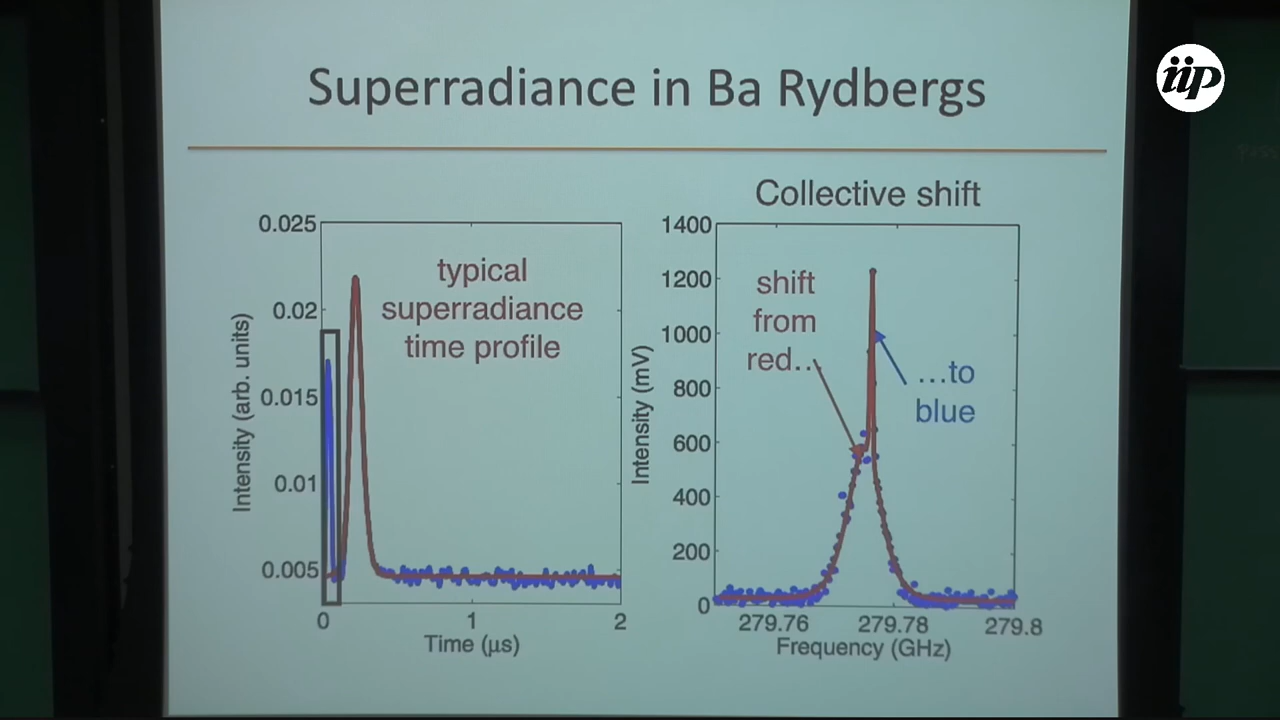 iip
Superradiance in Ba Rydbergs
0.025
0.02
0.015
0.01
0.005
Intensity (arb. units)
typical
superradiance
time profile
0
1
2
Time (µs)
Collective shift
1400
1200
1000
800
600
400
200
0
Intensity (mV)
shift
from
red...
...to
blue
279.76
279.78
279.8
Frequency (GHz)